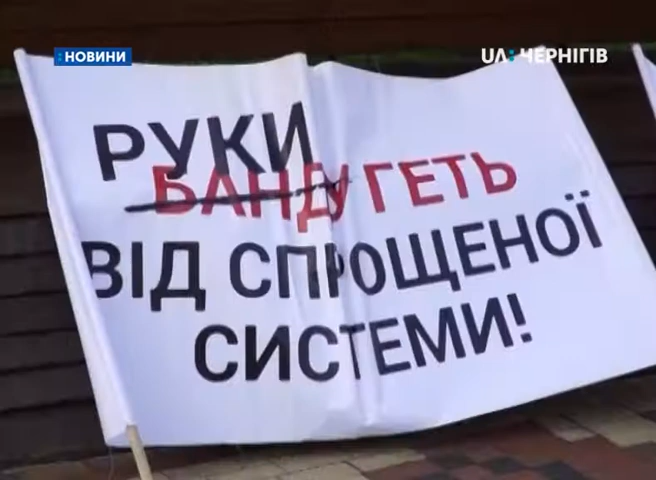 :НОВИНИ
UA: ЧЕРНІГІВ
РУКИ
БАНДУ ГЕТЬ
ВІД СПРОЩЕНОЇ
СИСТЕМИ!